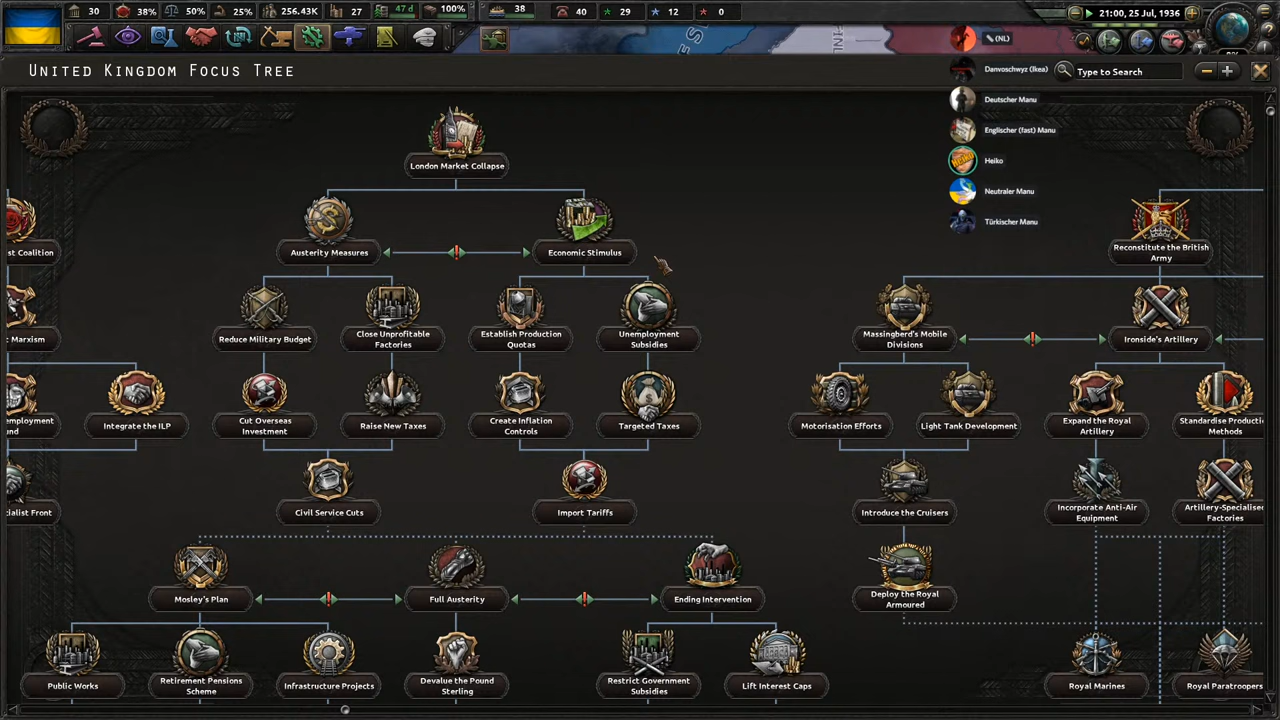 30 38% 50% 25% 256.43K 27 47 d 100% 38 40 29 12 0 21:00, 25 Jul, 1936
(NL)
UNITED KINGDOM FOCUS TREE
Danvoschwyz (Ikea)
Type to Search
Deutscher Manu
Englischer (fast) Manu
London Market Collapse
Heiko
Neutraler Manu
Türkischer Manu
st Coalition
Austerity Measures
Economic Stimulus
Reconstitute the British
Army
t Marxism
Reduce Military Budget
Close Unprofitable
Factories
Establish Production
Quotas
Unemployment
Subsidies
Massingberd's Mobile
Divisions
Ironside's Artillery
employment
und
Integrate the ILP
Cut Overseas
Investment
Raise New Taxes
Create Inflation
Controls
Targeted Taxes
Motorisation Efforts
Light Tank Development
Expand the Royal
Artillery
Standardise Productio
Methods
ialist Front
Civil Service Cuts
Import Tariffs
Introduce the Cruisers
Incorporate Anti-Air
Equipment
Artillery-Specialised
Factories
Mosley's Plan
Full Austerity
Ending Intervention
Deploy the Royal
Armoured
Public Works
Retirement Pensions
Scheme
Infrastructure Projects
Devalue the Pound
Sterling
Restrict Government
Subsidies
Lift Interest Caps
Royal Marines
Royal Paratroopers